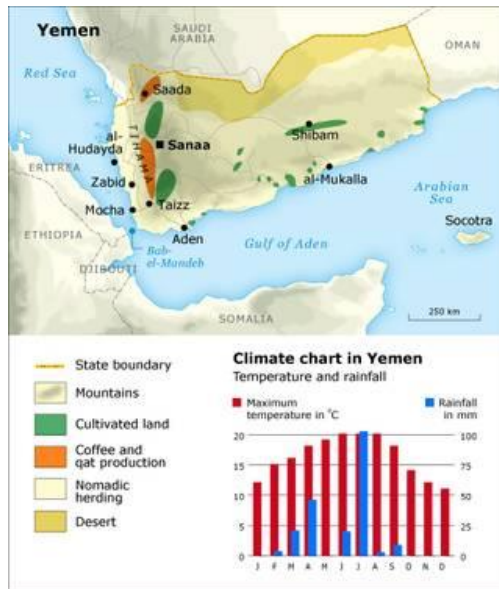 Yemen
SAUDI
ARABIA
OMAN
Red Sea
Saada
al-
Hudayda
TIHAMA
Sanaa
Shibam
ERITREA
Zabid
al-Mukalla
Arabian
Sea
Mocha
Taizz
Socotra
ETHIOPIA
Aden
Bab-
el-Mandeb
Gulf of Aden
DJIBOUTI
SOMALIA
250 km
State boundary
Mountains
Cultivated land
Coffee and
qat production
Nomadic
herding
Desert
Climate chart in Yemen
Temperature and rainfall
Maximum
temperature in °C
Rainfall
in mm
20 100
15 75
10 50
5 25
0 0
J F M A M J J A S O N D